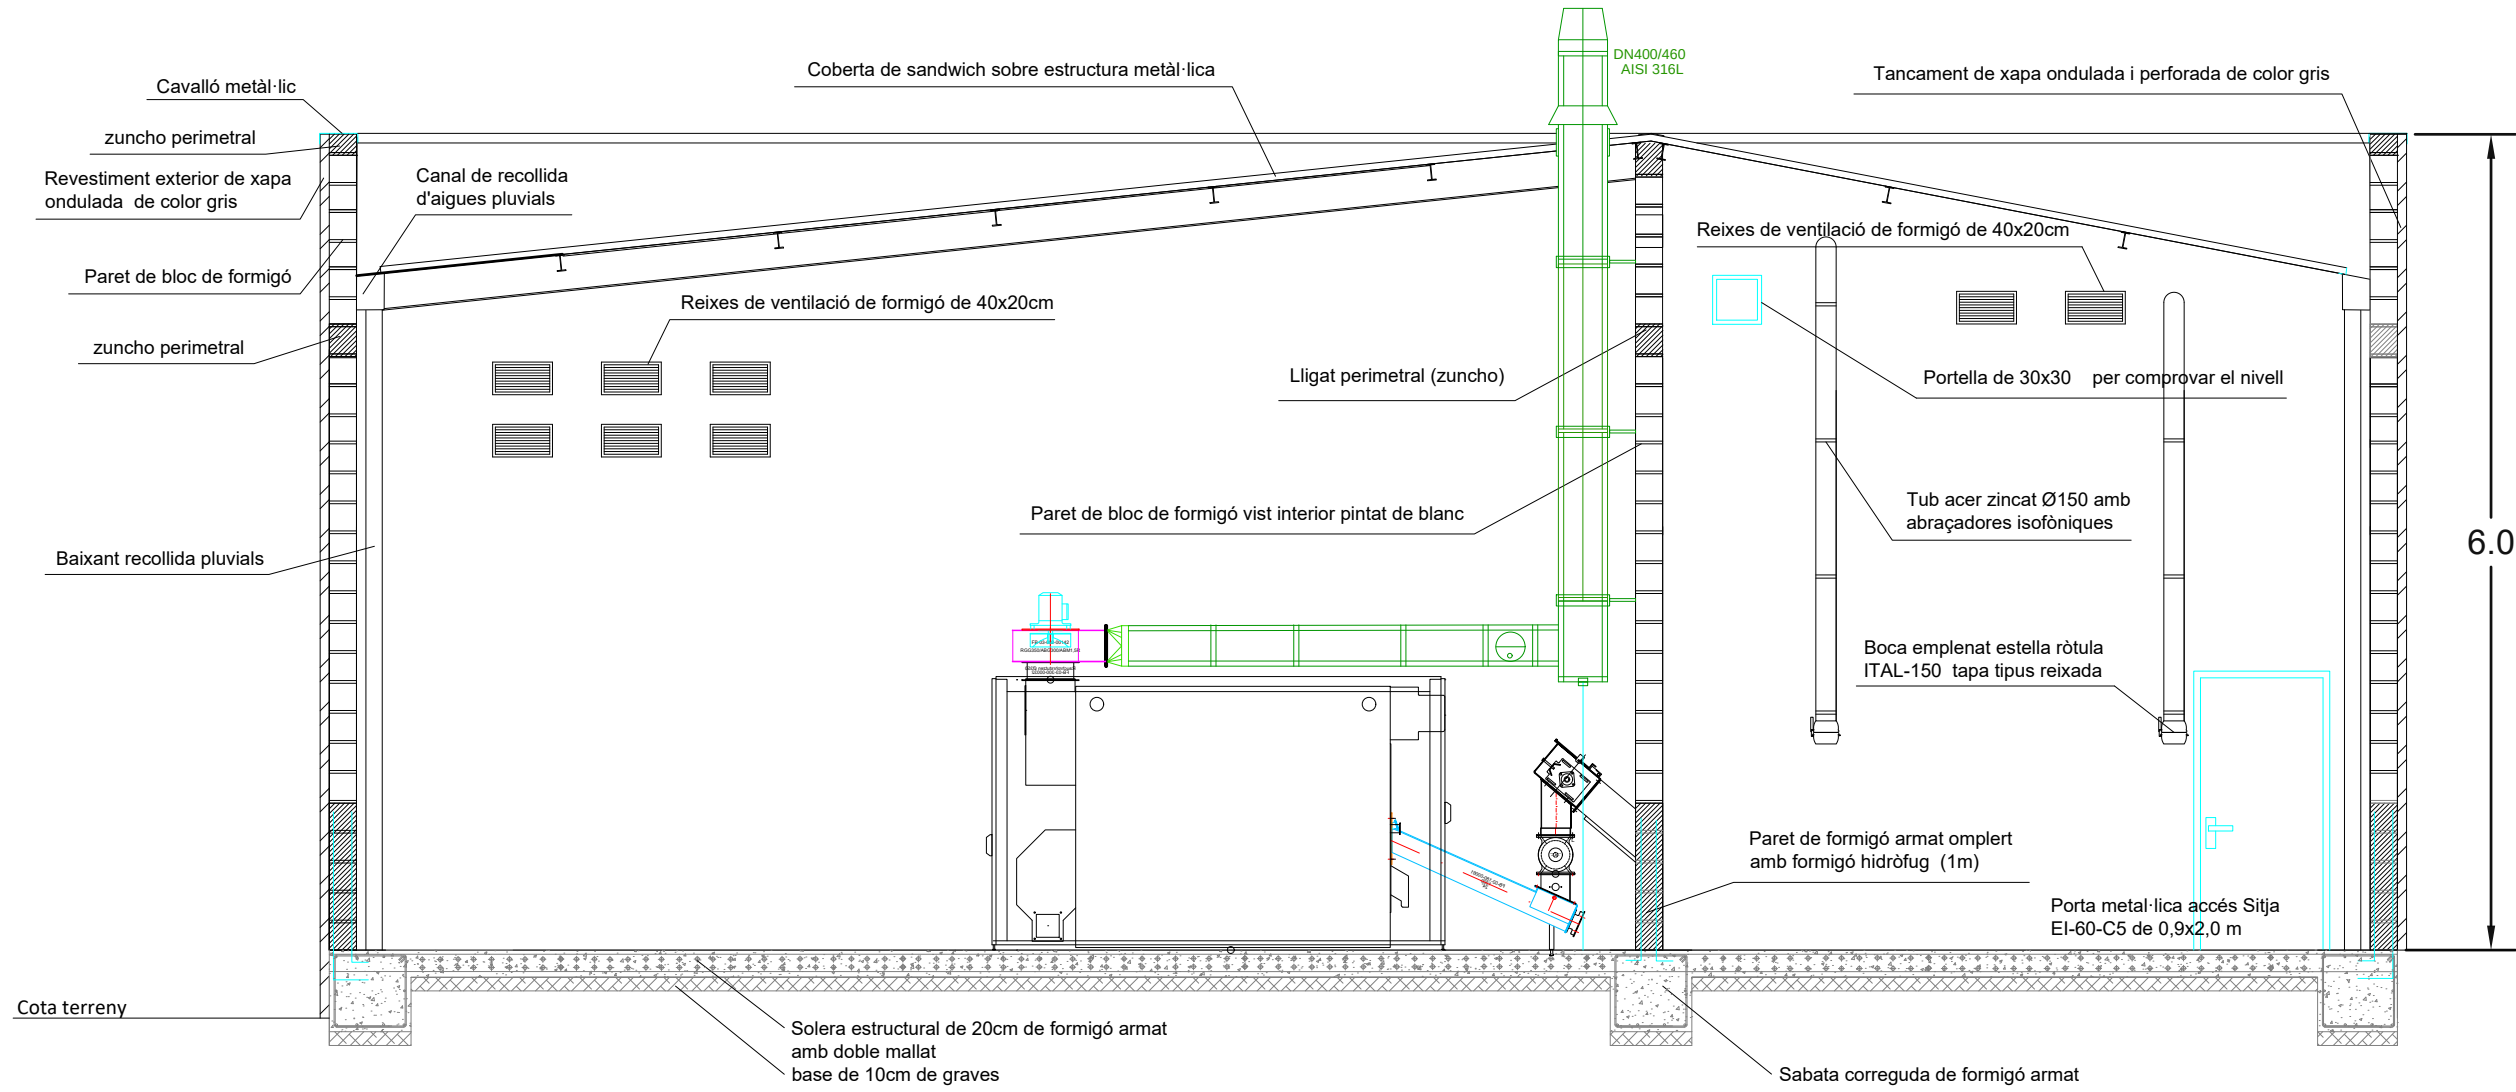 DN400/460
AISI 316L
Coberta de sandwich sobre estructura metàl·lica
Tancament de xapa ondulada i perforada de color gris
Cavalló metàl·lic
zuncho perimetral
Revestiment exterior de xapa
ondulada de color gris
Canal de recollida
d'aigues pluvials
Reixes de ventilació de formigó de 40x20cm
Paret de bloc de formigó
Reixes de ventilació de formigó de 40x20cm
zuncho perimetral
Lligat perimetral (zuncho)
Portella de 30x30 per comprovar el nivell
Paret de bloc de formigó vist interior pintat de blanc
Tub acer zincat Ø150 amb
abraçadores isofòniques
6.0
Baixant recollida pluvials
Boca emplenat estella ròtula
ITAL-150 tapa tipus reixada
Paret de formigó armat omplert
amb formigó hidròfug (1m)
Porta metal·lica accés Sitja
EI-60-C5 de 0,9x2,0 m
Cota terreny
Solera estructural de 20cm de formigó armat
amb doble mallat
base de 10cm de graves
Sabata correguda de formigó armat